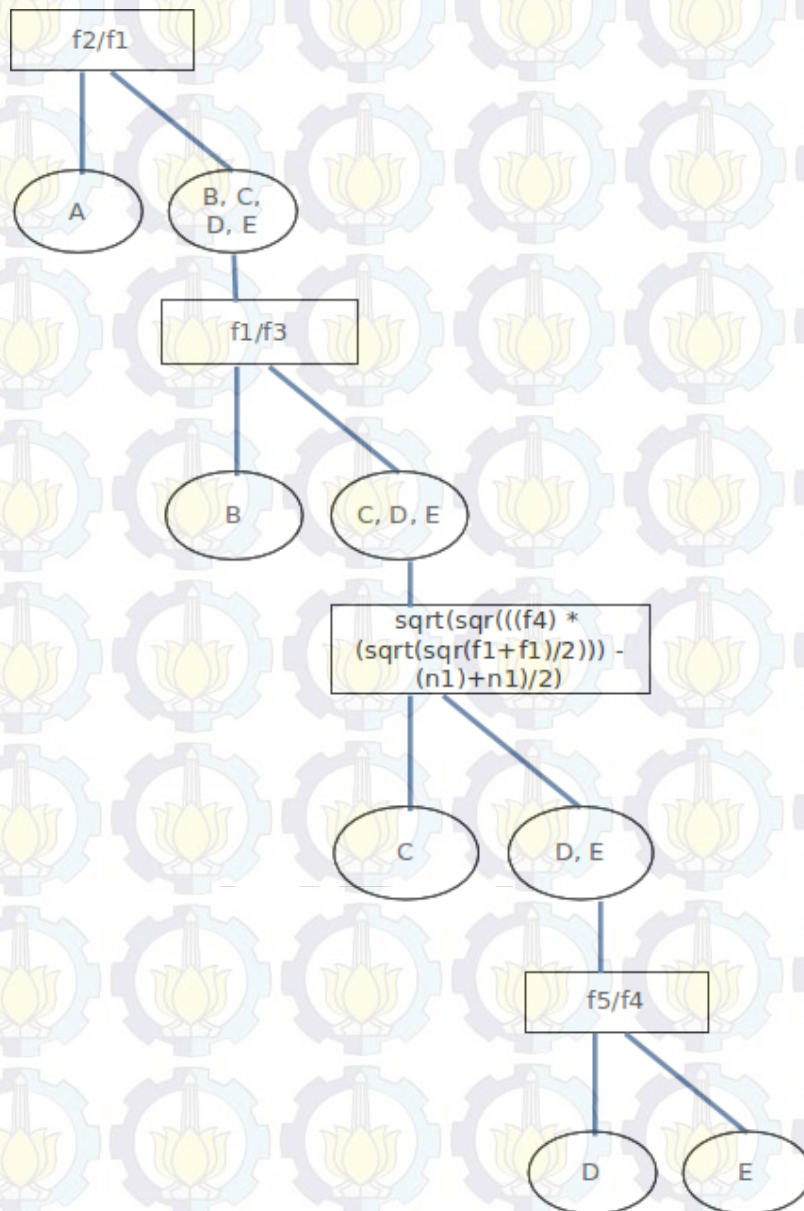 f2/f1
A
B, C,
D, E
f1/f3
B
C, D, E
sqrt(sqr(((f4) *
(sqrt(sqr(f1+f1)/2))) -
(n1)+n1)/2)
C
D, E
f5/f4
D
E